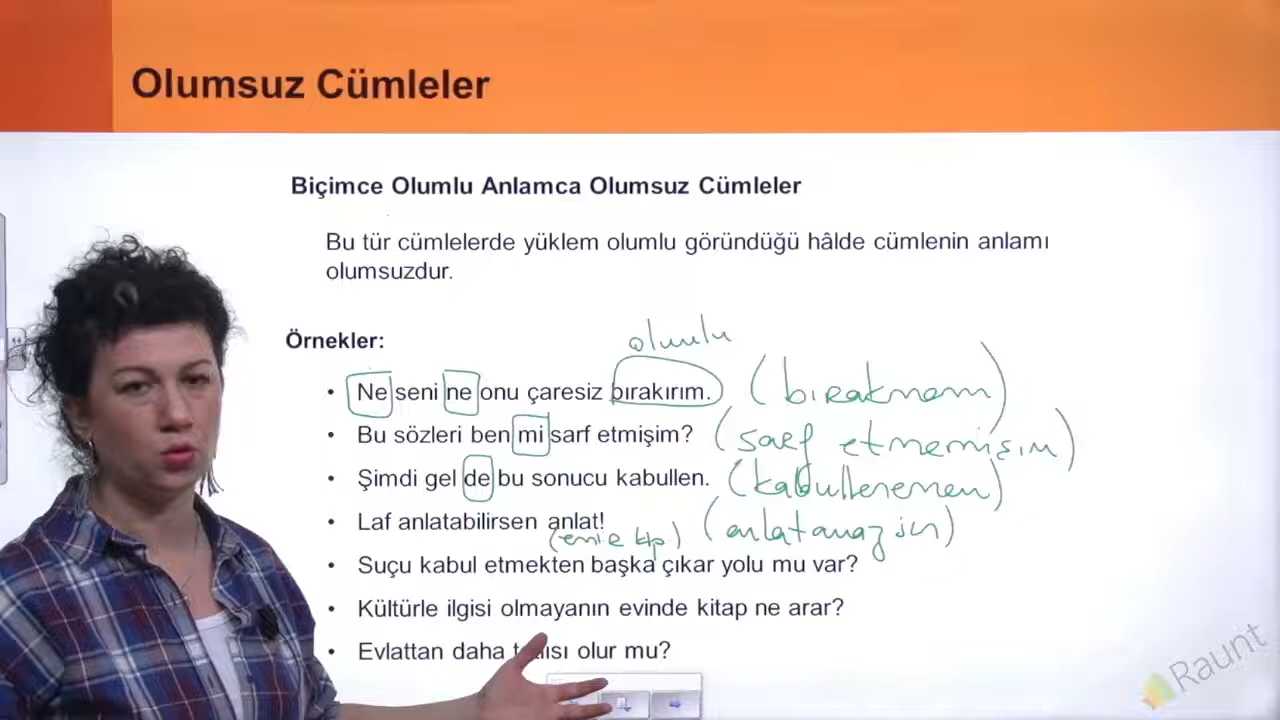 Olumsuz Cümleler
Biçimce Olumlu Anlamca Olumsuz Cümleler
Bu tür cümlelerde yüklem olumlu göründüğü hâlde cümlenin anlamı
olumsuzdur.
Örnekler:
olumlu
• Ne seni ne onu çaresiz bırakırım. (bırakmam)
• Bu sözleri ben mi sarf etmişim? (sarf etmemişim)
• Şimdi gel de bu sonucu kabullen. (kabullenemen)
• Laf anlatabilirsen anlat! (anlatamazsın)
(emir kip)
• Suçu kabul etmekten başka çıkar yolu mu var?
• Kültürle ilgisi olmayanın evinde kitap ne arar?
• Evlattan daha olur mu?
Raunt